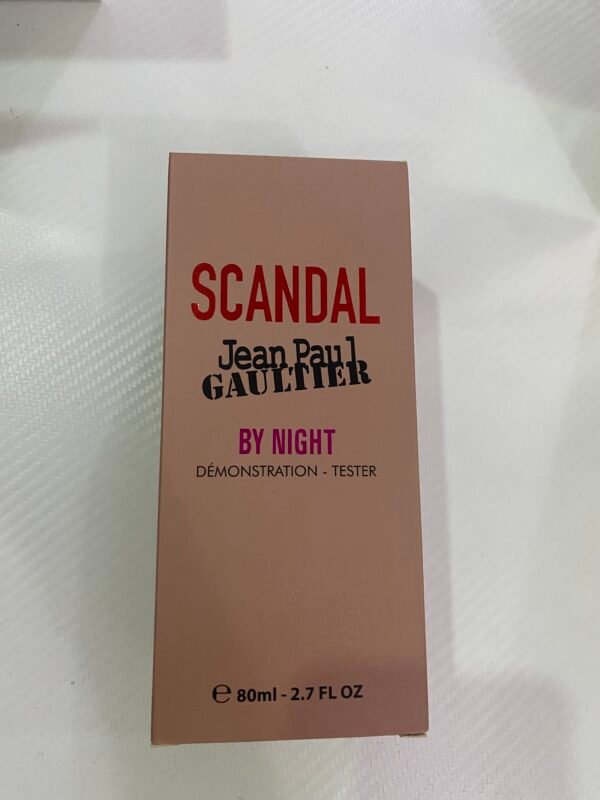 SCANDAL
Jean Paul
GAULTIER
BY NIGHT
DÉMONSTRATION - TESTER
℮ 80ml - 2.7 FL OZ